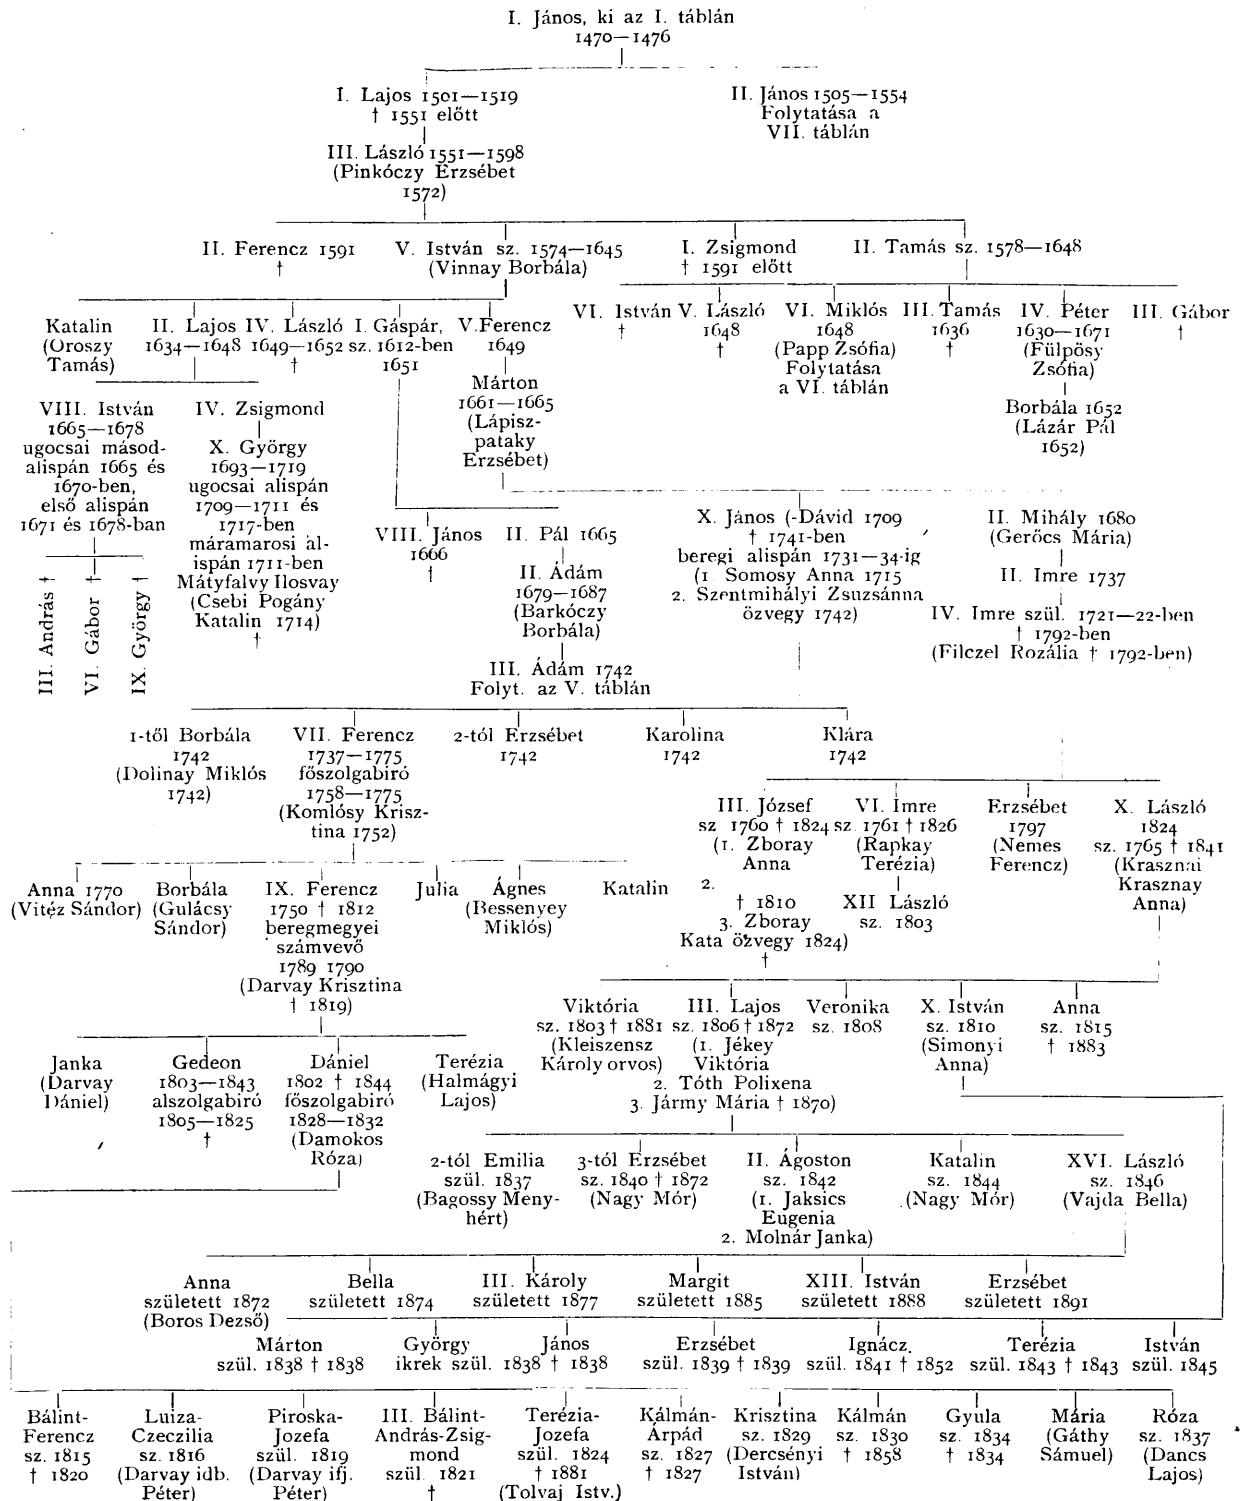 I. János, ki az I. táblán
1470—1476
I. Lajos 1501—1519
† 1551 előtt
II. János 1505—1554
Folytatása a
VII. táblán
III. László 1551—1598
(Pinkóczy Erzsébet
1572)
II. Ferencz 1591
†
V. István sz. 1574—1645
(Vinnay Borbála)
I. Zsigmond
† 1591 előtt
II. Tamás sz. 1578—1648
Katalin
(Oroszy
Tamás)
II. Lajos
1634—1648
IV. László
1649—1652
†
I. Gáspár,
sz. 1612-ben
1651
V. Ferencz
1649
VI. István
†
V. László
1648
†
VI. Miklós
1648
(Papp Zsófia)
Folytatása
a VI. táblán
III. Tamás
1636
†
IV. Péter
1630—1671
(Fülpösy
Zsófia)
III. Gábor
†
Márton
1661—1665
(Lápisz-
pataky
Erzsébet)
Borbála 1652
(Lázár Pál
1652)
VIII. István
1665—1678
ugocsai másod-
alispán 1665 és
1670-ben,
első alispán
1671 és 1678-ban
IV. Zsigmond
X. György
1693—1719
ugocsai alispán
1709—1711 és
1717-ben
máramarosi al-
ispán 1711-ben
Mátyfalvy Ilosvay
(Csebi Pogány
Katalin 1714)
†
III. András †
VI. Gábor †
IX. György †
VIII. János
1666
†
II. Pál 1665
II. Ádám
1679—1687
(Barkóczy
Borbála)
III. Ádám 1742
Folyt. az V. táblán
X. János (-Dávid 1709
† 1741-ben
beregi alispán 1731—34-ig
(1. Somosy Anna 1715
2. Szentmihályi Zsuzsánna
özvegy 1742)
II. Mihály 1680
(Gerőcs Mária)
II. Imre 1737
IV. Imre szül. 1721—22-ben
† 1792-ben
(Filczel Rozália † 1792-ben)
1-től Borbála
1742
(Dolinay Miklós
1742)
VII. Ferencz
1737—1775
főszolgabiró
1758—1775
(Komlósy Krisz-
tina 1752)
2-tól Erzsébet
1742
Karolina
1742
Klára
1742
III. József
sz 1760 † 1824
(1. Zboray
Anna
2.
† 1810
3. Zboray
Kata özvegy 1824)
†
VI. Imre
sz. 1761 † 1826
(Rapkay
Terézia)
XII László
sz. 1803
Erzsébet
1797
(Nemes
Ferencz)
X. László
1824
sz. 1765 † 1841
(Krasznai
Krasznay
Anna)
Anna 1770
(Vitéz Sándor)
Borbála
(Gulácsy
Sándor)
IX. Ferencz
1750 † 1812
beregmegyei
számvevő
1789 1790
(Darvay Krisztina
† 1819)
Julia
Ágnes
(Bessenyey
Miklós)
Katalin
Viktória
sz. 1803 † 1881
(Kleiszensz
Károly orvos)
III. Lajos
sz. 1806 † 1872
(1. Jékey
Viktória
2. Tóth Polixena
3. Jármy Mária † 1870)
Veronika
sz. 1808
X. István
sz. 1810
(Simonyi
Anna)
Anna
sz. 1815
† 1883
Janka
(Darvay
Dániel)
Gedeon
1803—1843
alszolgabiró
1805—1825
†
Dániel
1802 † 1844
főszolgabiró
1828—1832
(Damokos
Róza)
Terézia
(Halmágyi
Lajos)
2-tól Emilia
szül. 1837
(Bagossy Meny-
hért)
3-tól Erzsébet
sz. 1840 † 1872
(Nagy Mór)
II. Ágoston
sz. 1842
(1. Jaksics
Eugenia
2. Molnár Janka)
Katalin
sz. 1844
(Nagy Mór)
XVI. László
sz. 1846
(Vajda Bella)
Anna
született 1872
(Boros Dezső)
Bella
született 1874
III. Károly
született 1877
Margit
született 1885
XIII. István
született 1888
Erzsébet
született 1891
Márton
szül. 1838 † 1838
György
János
ikrek szül. 1838 † 1838
Erzsébet
szül. 1839 † 1839
Ignácz
szül. 1841 † 1852
Terézia
szül. 1843 † 1843
István
szül. 1845
Bálint-
Ferencz
sz. 1815
† 1820
Luiza-
Czeczilia
sz. 1816
(Darvay idb.
Péter)
Piroska-
Jozefa
szül. 1819
(Darvay ifj.
Péter)
III. Bálint-
András-Zsig-
mond
szül. 1821
†
Terézia-
Jozefa
szül. 1824
† 1881
(Tolvaj Istv.)
Kálmán-
Árpád
sz. 1827
† 1827
Krisztina
sz. 1829
(Dercsényi
István)
Kálmán
sz. 1830
† 1858
Gyula
sz. 1834
† 1834
Mária
(Gáthy
Sámuel)
Róza
sz. 1837
(Dancs
Lajos)